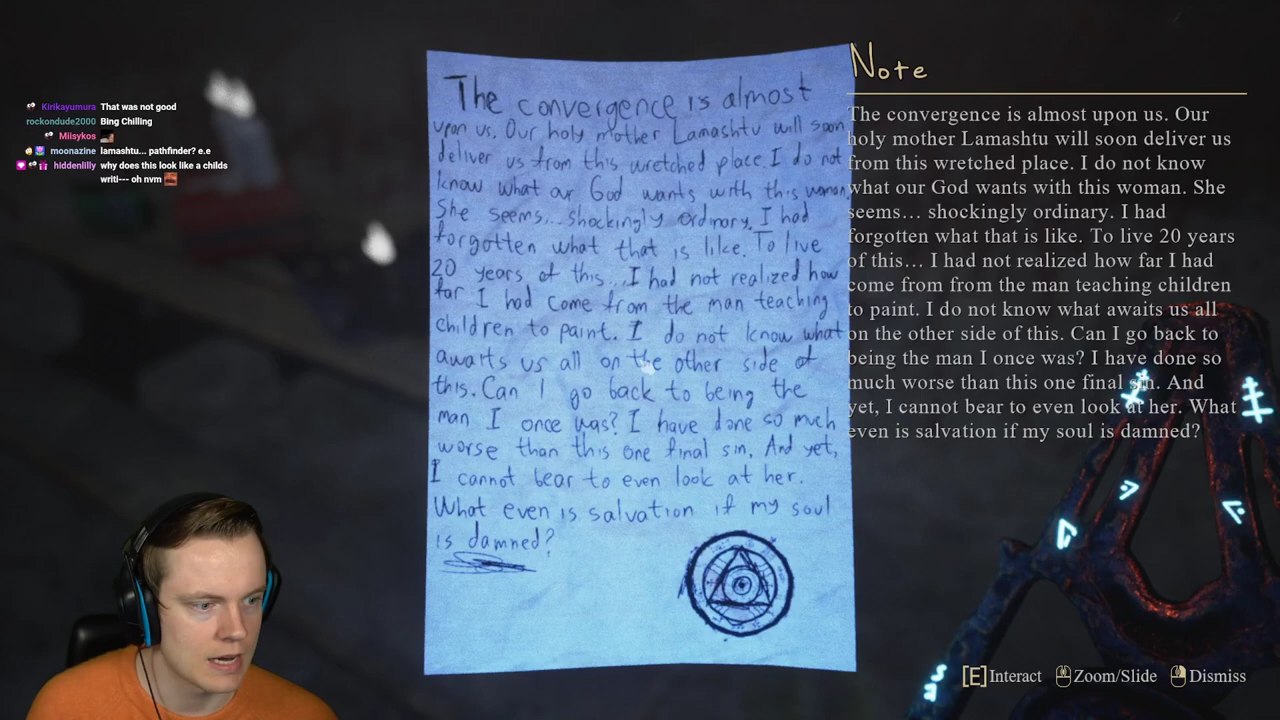 Kirikayumura That was not good
rockondude2000 Bing Chilling
Miisykos
moonazine lamashtu... pathfinder? e.e
hiddenlilly why does this look like a childs
writi--- oh nvm
The convergence is almost
upon us. Our holy mother Lamashtu will soon
deliver us from this wretched place. I do not
know what our God wants with this woman
She seems... shockingly ordinary. I had
forgotten what that is like. To live
20 years of this... I had not realized how
far I had come from the man teaching
children to paint. I do not know what
awaits us all on the other side of
this. Can I go back to being the
man I once was? I have done so much
worse than this one final sin. And yet,
I cannot bear to even look at her.
What even is salvation if my soul
is damned?
Note
The convergence is almost upon us. Our
holy mother Lamashtu will soon deliver us
from this wretched place. I do not know
what our God wants with this woman. She
seems... shockingly ordinary. I had
forgotten what that is like. To live 20 years
of this... I had not realized how far I had
come from from the man teaching children
to paint. I do not know what awaits us all
on the other side of this. Can I go back to
being the man I once was? I have done so
much worse than this one final sin. And
yet, I cannot bear to even look at her. What
even is salvation if my soul is damned?
[E]Interact Zoom/Slide Dismiss